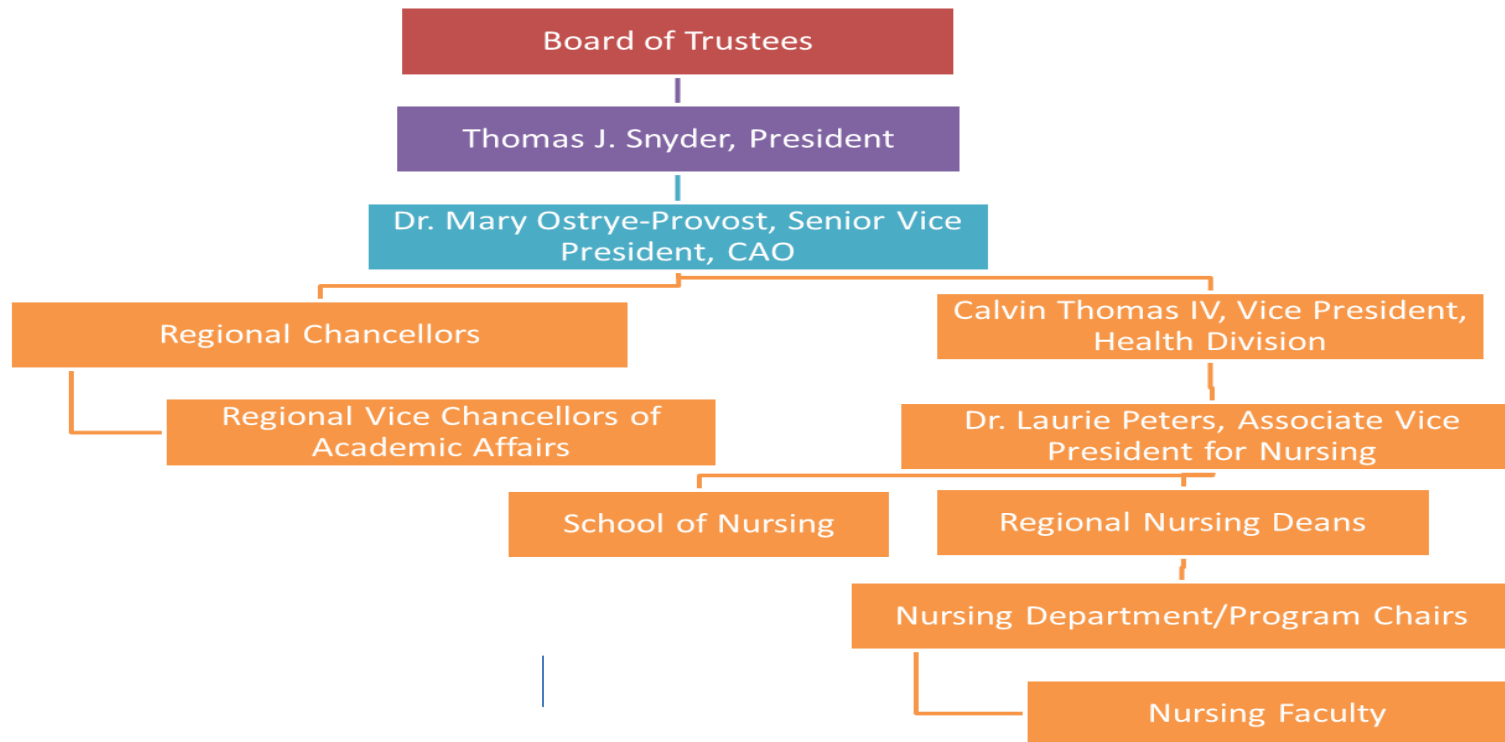 Board of Trustees
Thomas J. Snyder, President
Dr. Mary Ostrye-Provost, Senior Vice
President, CAO
Regional Chancellors
Calvin Thomas IV, Vice President,
Health Division
Regional Vice Chancellors of
Academic Affairs
Dr. Laurie Peters, Associate Vice
President for Nursing
School of Nursing
Regional Nursing Deans
Nursing Department/Program Chairs
Nursing Faculty